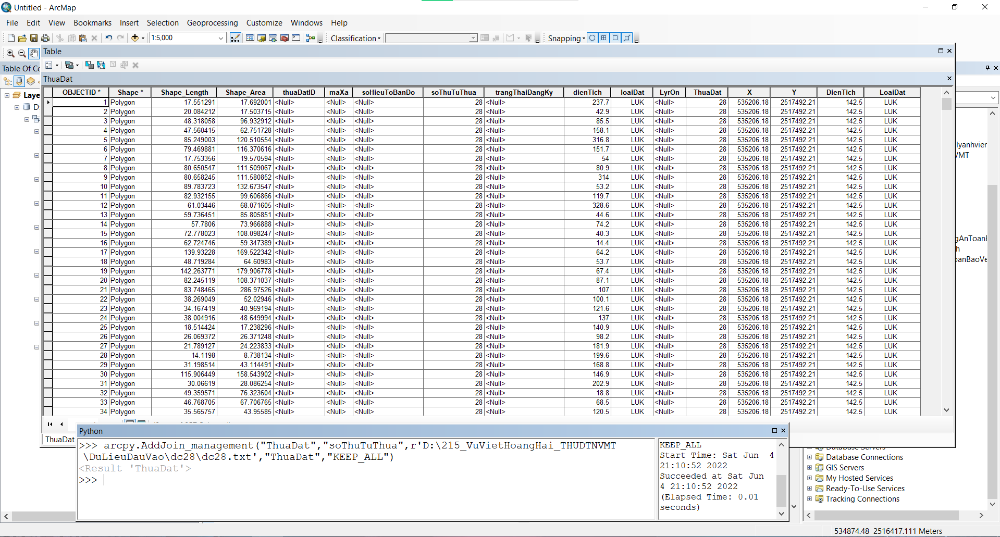 Untitled - ArcMap
File Edit View Bookmarks Insert Selection Geoprocessing Customize Windows Help
1:5,000 Classification Snapping
Table
Table Of Co
ThuaDat
Laye
D
OBJECTID * Shape * Shape_Length Shape_Area thuaDatID maXa soHieuToBanDo soThuTuThua trangThaiDangKy dienTich loaiDat LyrOn ThuaDat X Y DienTich LoaiDat
1 Polygon 17.551291 17.692001 <Null> <Null> <Null> 28 <Null> 237.7 LUK <Null> 28 535206.18 2517492.21 142.5 LUK
2 Polygon 20.084212 17.503715 <Null> <Null> <Null> 28 <Null> 42.9 LUK <Null> 28 535206.18 2517492.21 142.5 LUK
3 Polygon 48.318058 96.932912 <Null> <Null> <Null> 28 <Null> 85.5 LUK <Null> 28 535206.18 2517492.21 142.5 LUK
4 Polygon 47.560415 62.751728 <Null> <Null> <Null> 28 <Null> 158.1 LUK <Null> 28 535206.18 2517492.21 142.5 LUK
5 Polygon 85.249003 120.510554 <Null> <Null> <Null> 28 <Null> 316.8 LUK <Null> 28 535206.18 2517492.21 142.5 LUK
6 Polygon 79.469881 116.370616 <Null> <Null> <Null> 28 <Null> 151.7 LUK <Null> 28 535206.18 2517492.21 142.5 LUK
7 Polygon 17.753356 19.570594 <Null> <Null> <Null> 28 <Null> 54 LUK <Null> 28 535206.18 2517492.21 142.5 LUK
8 Polygon 80.650547 111.509067 <Null> <Null> <Null> 28 <Null> 80.9 LUK <Null> 28 535206.18 2517492.21 142.5 LUK
9 Polygon 80.658245 111.580852 <Null> <Null> <Null> 28 <Null> 314 LUK <Null> 28 535206.18 2517492.21 142.5 LUK
10 Polygon 89.783723 132.673547 <Null> <Null> <Null> 28 <Null> 53.2 LUK <Null> 28 535206.18 2517492.21 142.5 LUK
11 Polygon 82.932155 99.606866 <Null> <Null> <Null> 28 <Null> 119.7 LUK <Null> 28 535206.18 2517492.21 142.5 LUK
12 Polygon 61.03446 68.071605 <Null> <Null> <Null> 28 <Null> 328.6 LUK <Null> 28 535206.18 2517492.21 142.5 LUK
13 Polygon 59.736451 85.805851 <Null> <Null> <Null> 28 <Null> 44.6 LUK <Null> 28 535206.18 2517492.21 142.5 LUK
14 Polygon 57.7806 73.966888 <Null> <Null> <Null> 28 <Null> 74.2 LUK <Null> 28 535206.18 2517492.21 142.5 LUK
15 Polygon 72.778023 108.098247 <Null> <Null> <Null> 28 <Null> 40.3 LUK <Null> 28 535206.18 2517492.21 142.5 LUK
16 Polygon 62.724746 59.347389 <Null> <Null> <Null> 28 <Null> 14.4 LUK <Null> 28 535206.18 2517492.21 142.5 LUK
17 Polygon 139.93228 169.522342 <Null> <Null> <Null> 28 <Null> 64.2 LUK <Null> 28 535206.18 2517492.21 142.5 LUK
18 Polygon 48.719284 64.60983 <Null> <Null> <Null> 28 <Null> 53.7 LUK <Null> 28 535206.18 2517492.21 142.5 LUK
19 Polygon 142.263771 179.906778 <Null> <Null> <Null> 28 <Null> 67.4 LUK <Null> 28 535206.18 2517492.21 142.5 LUK
20 Polygon 82.245119 108.371037 <Null> <Null> <Null> 28 <Null> 87.1 LUK <Null> 28 535206.18 2517492.21 142.5 LUK
21 Polygon 83.748465 286.97526 <Null> <Null> <Null> 28 <Null> 107 LUK <Null> 28 535206.18 2517492.21 142.5 LUK
22 Polygon 38.269049 52.02946 <Null> <Null> <Null> 28 <Null> 100.1 LUK <Null> 28 535206.18 2517492.21 142.5 LUK
23 Polygon 34.167419 40.969194 <Null> <Null> <Null> 28 <Null> 121.6 LUK <Null> 28 535206.18 2517492.21 142.5 LUK
24 Polygon 38.004916 48.649994 <Null> <Null> <Null> 28 <Null> 137 LUK <Null> 28 535206.18 2517492.21 142.5 LUK
25 Polygon 18.514424 17.238296 <Null> <Null> <Null> 28 <Null> 140.9 LUK <Null> 28 535206.18 2517492.21 142.5 LUK
26 Polygon 26.069372 26.371248 <Null> <Null> <Null> 28 <Null> 98.2 LUK <Null> 28 535206.18 2517492.21 142.5 LUK
27 Polygon 21.789127 24.223833 <Null> <Null> <Null> 28 <Null> 181.9 LUK <Null> 28 535206.18 2517492.21 142.5 LUK
28 Polygon 14.1198 8.738134 <Null> <Null> <Null> 28 <Null> 199.6 LUK <Null> 28 535206.18 2517492.21 142.5 LUK
29 Polygon 31.198514 43.114491 <Null> <Null> <Null> 28 <Null> 168.8 LUK <Null> 28 535206.18 2517492.21 142.5 LUK
30 Polygon 115.906449 158.543902 <Null> <Null> <Null> 28 <Null> 146.9 LUK <Null> 28 535206.18 2517492.21 142.5 LUK
31 Polygon 30.06619 28.086254 <Null> <Null> <Null> 28 <Null> 202.9 LUK <Null> 28 535206.18 2517492.21 142.5 LUK
32 Polygon 49.359571 76.323604 <Null> <Null> <Null> 28 <Null> 18.8 LUK <Null> 28 535206.18 2517492.21 142.5 LUK
33 Polygon 46.768705 67.706765 <Null> <Null> <Null> 28 <Null> 68.5 LUK <Null> 28 535206.18 2517492.21 142.5 LUK
34 Polygon 35.565757 43.95585 <Null> <Null> <Null> 28 <Null> 120.5 LUK <Null> 28 535206.18 2517492.21 142.5 LUK
lyanhvier
VMT
gAnToanl
h
oanBaoVe
ThuaDat
Python
>>> arcpy.AddJoin_management("ThuaDat","soThuTuThua",r'D:\215_VuVietHoangHai_THUDTNVMT
\DuLieuDauVao\dc28\dc28.txt',"ThuaDat","KEEP_ALL")
<Result 'ThuaDat'>
>>>
KEEP_ALL
Start Time: Sat Jun 4
21:10:52 2022
Succeeded at Sat Jun
4 21:10:52 2022
(Elapsed Time: 0.01
seconds)
Database Servers
Database Connections
GIS Servers
My Hosted Services
Ready-To-Use Services
Tracking Connections
534874.48 2516417.111 Meters